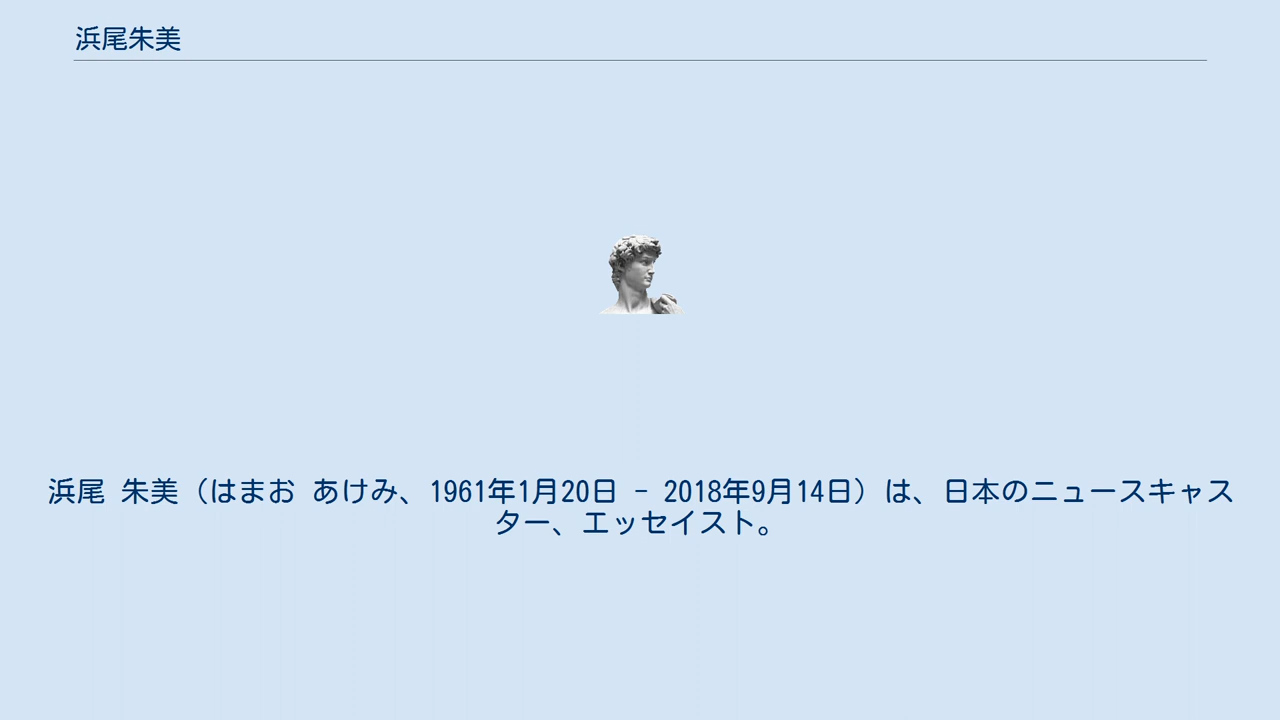 浜尾朱美
浜尾 朱美（はまお あけみ、1961年1月20日 - 2018年9月14日）は、日本のニュースキャス
ター、エッセイスト。